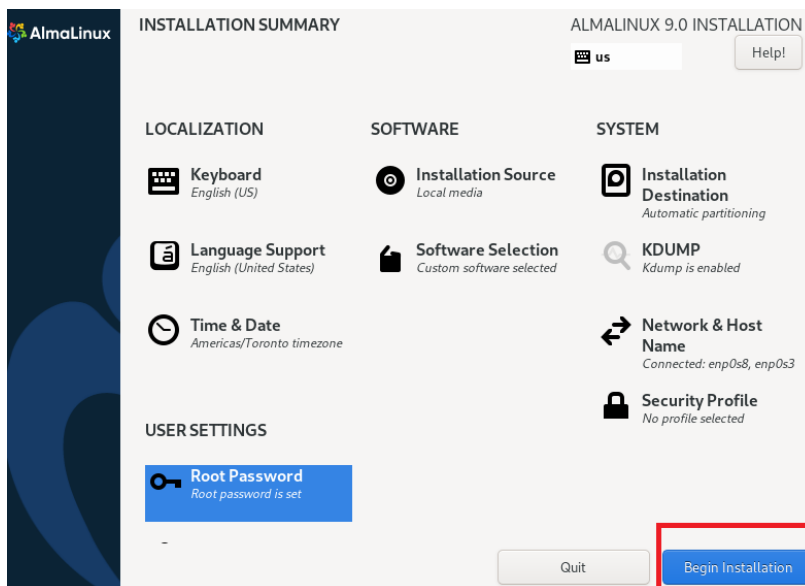 AlmaLinux
INSTALLATION SUMMARY
ALMALINUX 9.0 INSTALLATION
us
Help!
LOCALIZATION
Keyboard
English (US)
Language Support
English (United States)
Time & Date
Americas/Toronto timezone
SOFTWARE
Installation Source
Local media
Software Selection
Custom software selected
SYSTEM
Installation
Destination
Automatic partitioning
KDUMP
Kdump is enabled
Network & Host
Name
Connected: enp0s8, enp0s3
Security Profile
No profile selected
USER SETTINGS
Root Password
Root password is set
Quit
Begin Installation